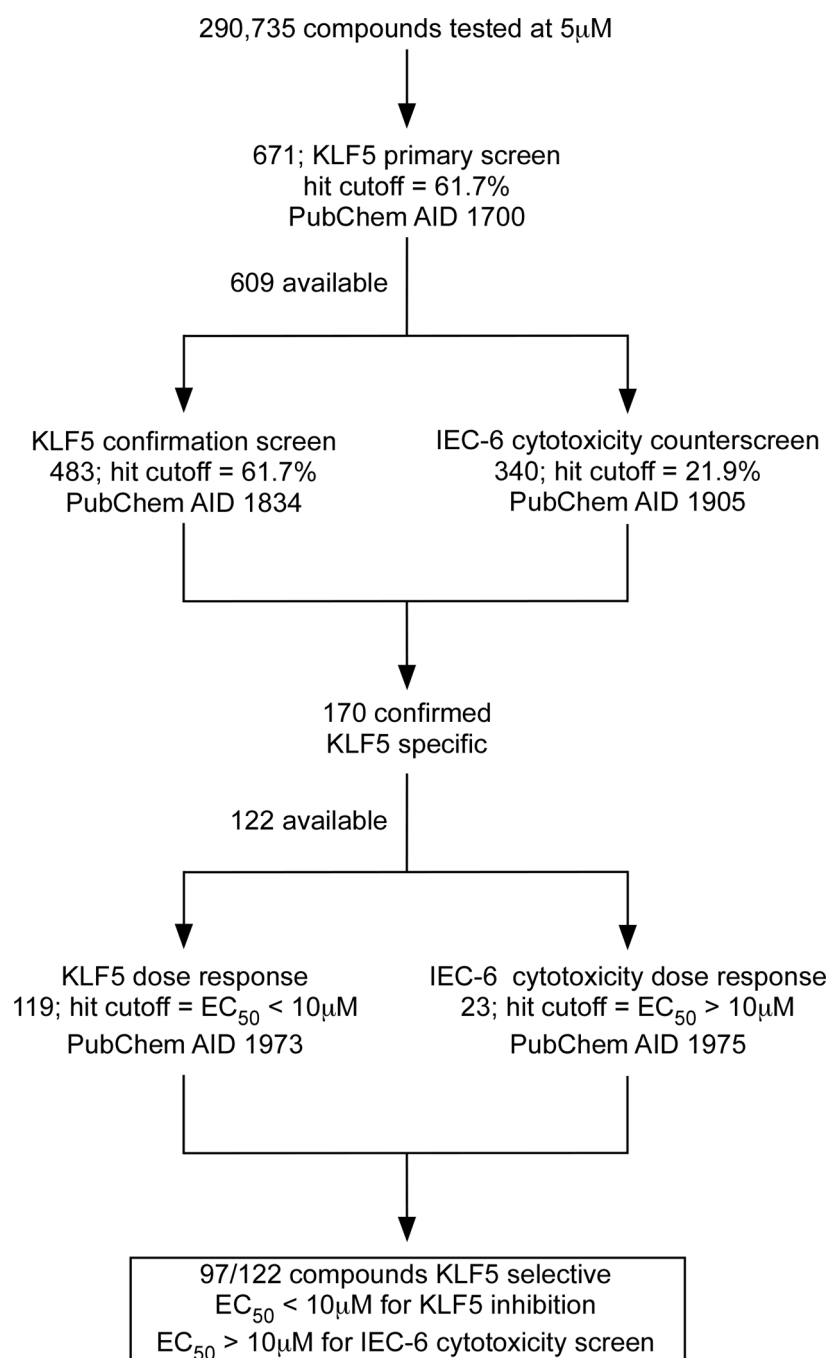 290,735 compounds tested at 5μM
671; KLF5 primary screen
hit cutoff = 61.7%
PubChem AID 1700
609 available
KLF5 confirmation screen
483; hit cutoff = 61.7%
PubChem AID 1834
IEC-6 cytotoxicity counterscreen
340; hit cutoff = 21.9%
PubChem AID 1905
170 confirmed
KLF5 specific
122 available
KLF5 dose response
119; hit cutoff = EC50 < 10μM
PubChem AID 1973
IEC-6 cytotoxicity dose response
23; hit cutoff = EC50 > 10μM
PubChem AID 1975
97/122 compounds KLF5 selective
EC50 < 10μM for KLF5 inhibition
EC50 > 10μM for IEC-6 cytotoxicity screen